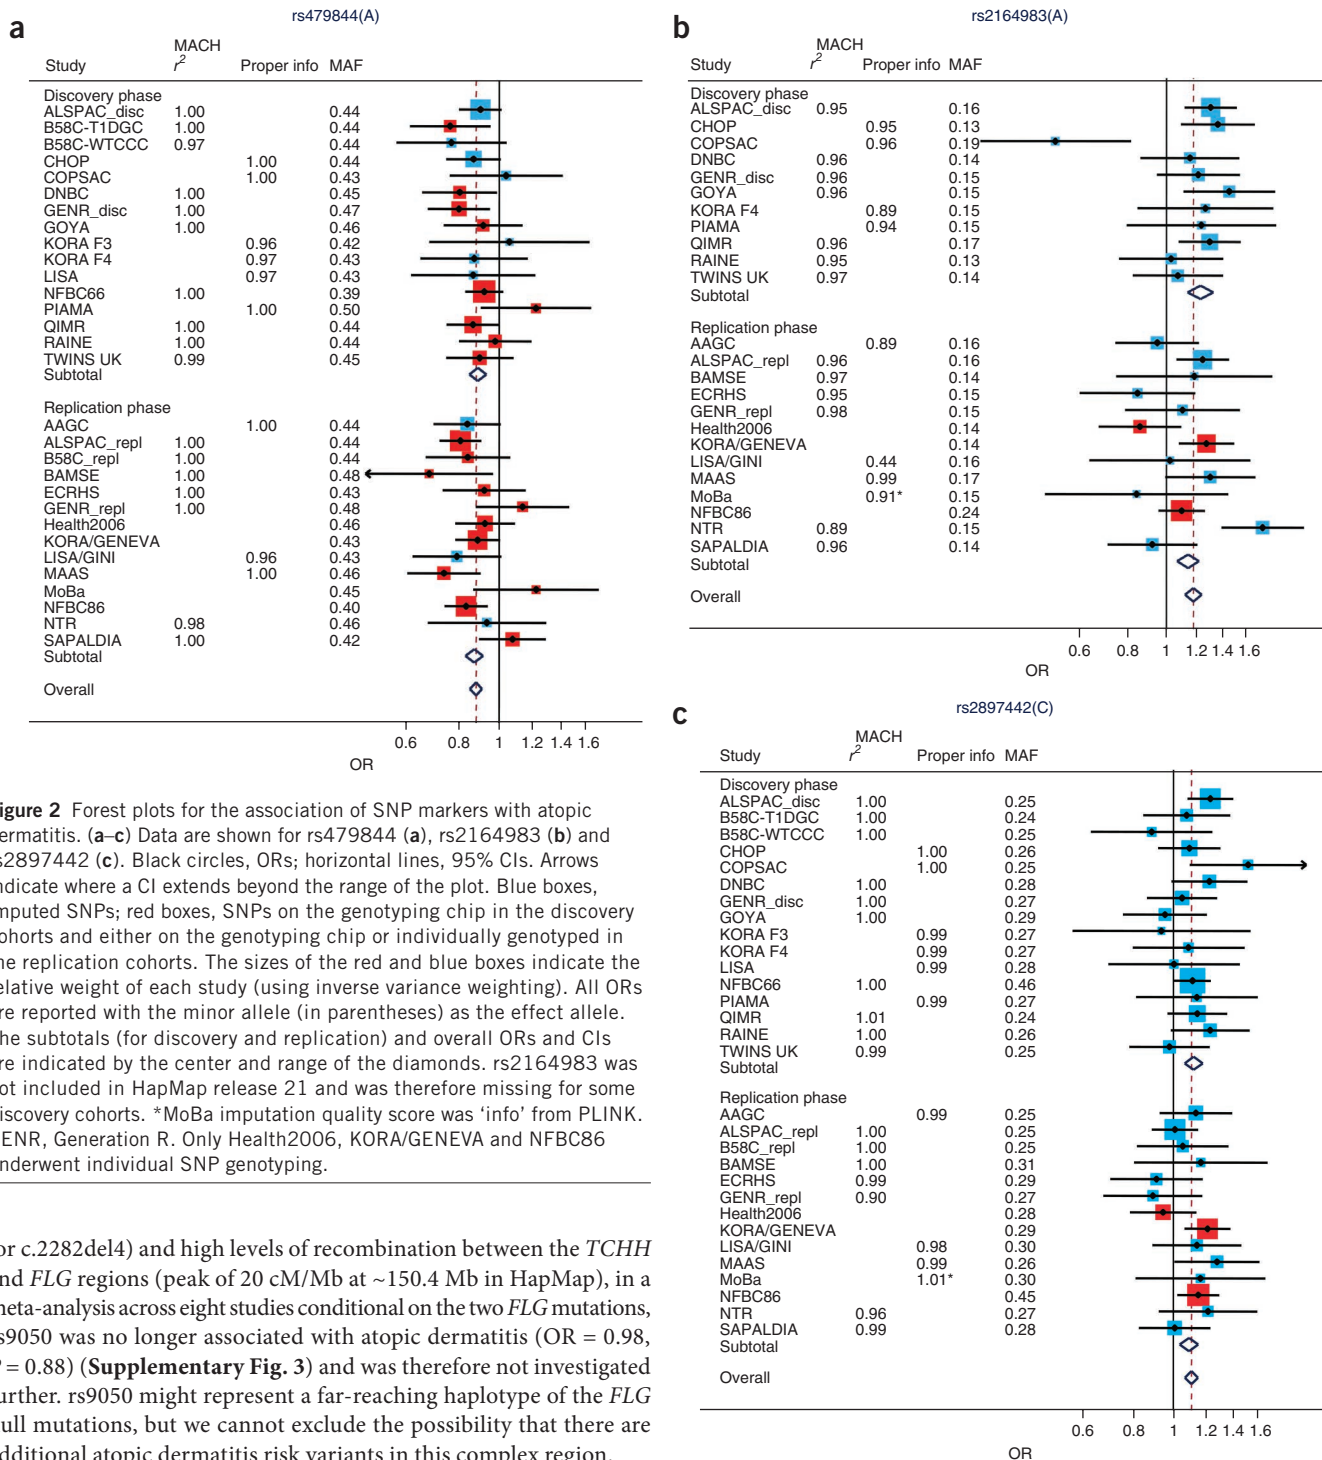 a
rs479844(A)
MACH
Study r2 Proper info MAF
Discovery phase
ALSPAC_disc 1.00 0.44
B58C-T1DGC 1.00 0.44
B58C-WTCCC 0.97 0.44
CHOP 1.00 0.44
COPSAC 1.00 0.43
DNBC 1.00 0.45
GENR_disc 1.00 0.47
GOYA 1.00 0.46
KORA F3 0.96 0.42
KORA F4 0.97 0.43
LISA 0.97 0.43
NFBC66 1.00 0.39
PIAMA 1.00 0.50
QIMR 1.00 0.44
RAINE 1.00 0.44
TWINS UK 0.99 0.45
Subtotal
Replication phase
AAGC 1.00 0.44
ALSPAC_repl 1.00 0.44
B58C_repl 1.00 0.44
BAMSE 1.00 0.48
ECRHS 1.00 0.43
GENR_repl 1.00 0.48
Health2006 0.46
KORA/GENEVA 0.43
LISA/GINI 0.96 0.43
MAAS 1.00 0.46
MoBa 0.45
NFBC86 0.40
NTR 0.98 0.46
SAPALDIA 1.00 0.42
Subtotal
Overall
0.6 0.8 1 1.2 1.4 1.6
OR
b
rs2164983(A)
MACH
Study r2 Proper info MAF
Discovery phase
ALSPAC_disc 0.95 0.16
CHOP 0.95 0.13
COPSAC 0.96 0.19
DNBC 0.96 0.14
GENR_disc 0.96 0.15
GOYA 0.96 0.15
KORA F4 0.89 0.15
PIAMA 0.94 0.15
QIMR 0.96 0.17
RAINE 0.95 0.13
TWINS UK 0.97 0.14
Subtotal
Replication phase
AAGC 0.89 0.16
ALSPAC_repl 0.96 0.16
BAMSE 0.97 0.14
ECRHS 0.95 0.15
GENR_repl 0.98 0.15
Health2006 0.14
KORA/GENEVA 0.14
LISA/GINI 0.44 0.16
MAAS 0.99 0.17
MoBa 0.91* 0.15
NFBC86 0.24
NTR 0.89 0.15
SAPALDIA 0.96 0.14
Subtotal
Overall
0.6 0.8 1 1.2 1.4 1.6
OR
c
rs2897442(C)
MACH
Study r2 Proper info MAF
Discovery phase
ALSPAC_disc 1.00 0.25
B58C-T1DGC 1.00 0.24
B58C-WTCCC 1.00 0.25
CHOP 1.00 0.26
COPSAC 1.00 0.25
DNBC 1.00 0.28
GENR_disc 1.00 0.27
GOYA 1.00 0.29
KORA F3 0.99 0.27
KORA F4 0.99 0.27
LISA 0.99 0.28
NFBC66 1.00 0.46
PIAMA 0.99 0.27
QIMR 1.01 0.24
RAINE 1.00 0.26
TWINS UK 0.99 0.25
Subtotal
Replication phase
AAGC 0.99 0.25
ALSPAC_repl 1.00 0.25
B58C_repl 1.00 0.25
BAMSE 1.00 0.31
ECRHS 0.99 0.29
GENR_repl 0.90 0.27
Health2006 0.28
KORA/GENEVA 0.29
LISA/GINI 0.98 0.30
MAAS 0.99 0.26
MoBa 1.01* 0.30
NFBC86 0.45
NTR 0.96 0.27
SAPALDIA 0.99 0.28
Subtotal
Overall
0.6 0.8 1 1.2 1.4 1.6
OR
igure 2 Forest plots for the association of SNP markers with atopic
ermatitis. (a–c) Data are shown for rs479844 (a), rs2164983 (b) and
s2897442 (c). Black circles, ORs; horizontal lines, 95% CIs. Arrows
ndicate where a CI extends beyond the range of the plot. Blue boxes,
mputed SNPs; red boxes, SNPs on the genotyping chip in the discovery
ohorts and either on the genotyping chip or individually genotyped in
he replication cohorts. The sizes of the red and blue boxes indicate the
elative weight of each study (using inverse variance weighting). All ORs
re reported with the minor allele (in parentheses) as the effect allele.
he subtotals (for discovery and replication) and overall ORs and CIs
re indicated by the center and range of the diamonds. rs2164983 was
ot included in HapMap release 21 and was therefore missing for some
iscovery cohorts. *MoBa imputation quality score was ‘info’ from PLINK.
ENR, Generation R. Only Health2006, KORA/GENEVA and NFBC86
nderwent individual SNP genotyping.
or c.2282del4) and high levels of recombination between the TCHH
nd FLG regions (peak of 20 cM/Mb at ~150.4 Mb in HapMap), in a
neta-analysis across eight studies conditional on the two FLG mutations,
s9050 was no longer associated with atopic dermatitis (OR = 0.98,
P = 0.88) (Supplementary Fig. 3) and was therefore not investigated
urther. rs9050 might represent a far-reaching haplotype of the FLG
ull mutations, but we cannot exclude the possibility that there are
dditional atopic dermatitis risk variants in this complex region.